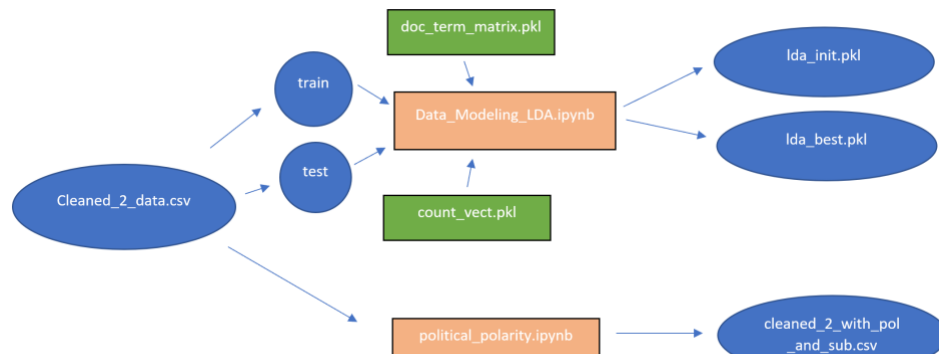 doc_term_matrix.pkl
lda_init.pkl
train
Data_Modeling_LDA.ipynb
lda_best.pkl
test
Cleaned_2_data.csv
count_vect.pkl
political_polarity.ipynb
cleaned_2_with_pol
_and_sub.csv